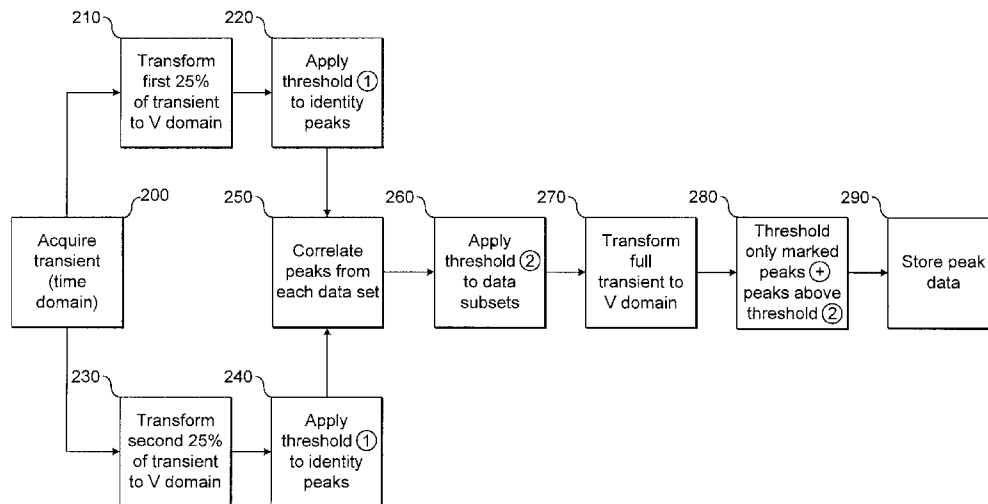 210
Transform
first 25%
of transient
to V domain
220
Apply
threshold ①
to identity
peaks
200
Acquire
transient
(time
domain)
250
Correlate
peaks from
each data set
260
Apply
threshold ②
to data
subsets
270
Transform
full
transient to
V domain
280
Threshold
only marked
peaks ⊕
peaks above
threshold ②
290
Store peak
data
230
Transform
second 25%
of transient
to V domain
240
Apply
threshold ①
to identity
peaks